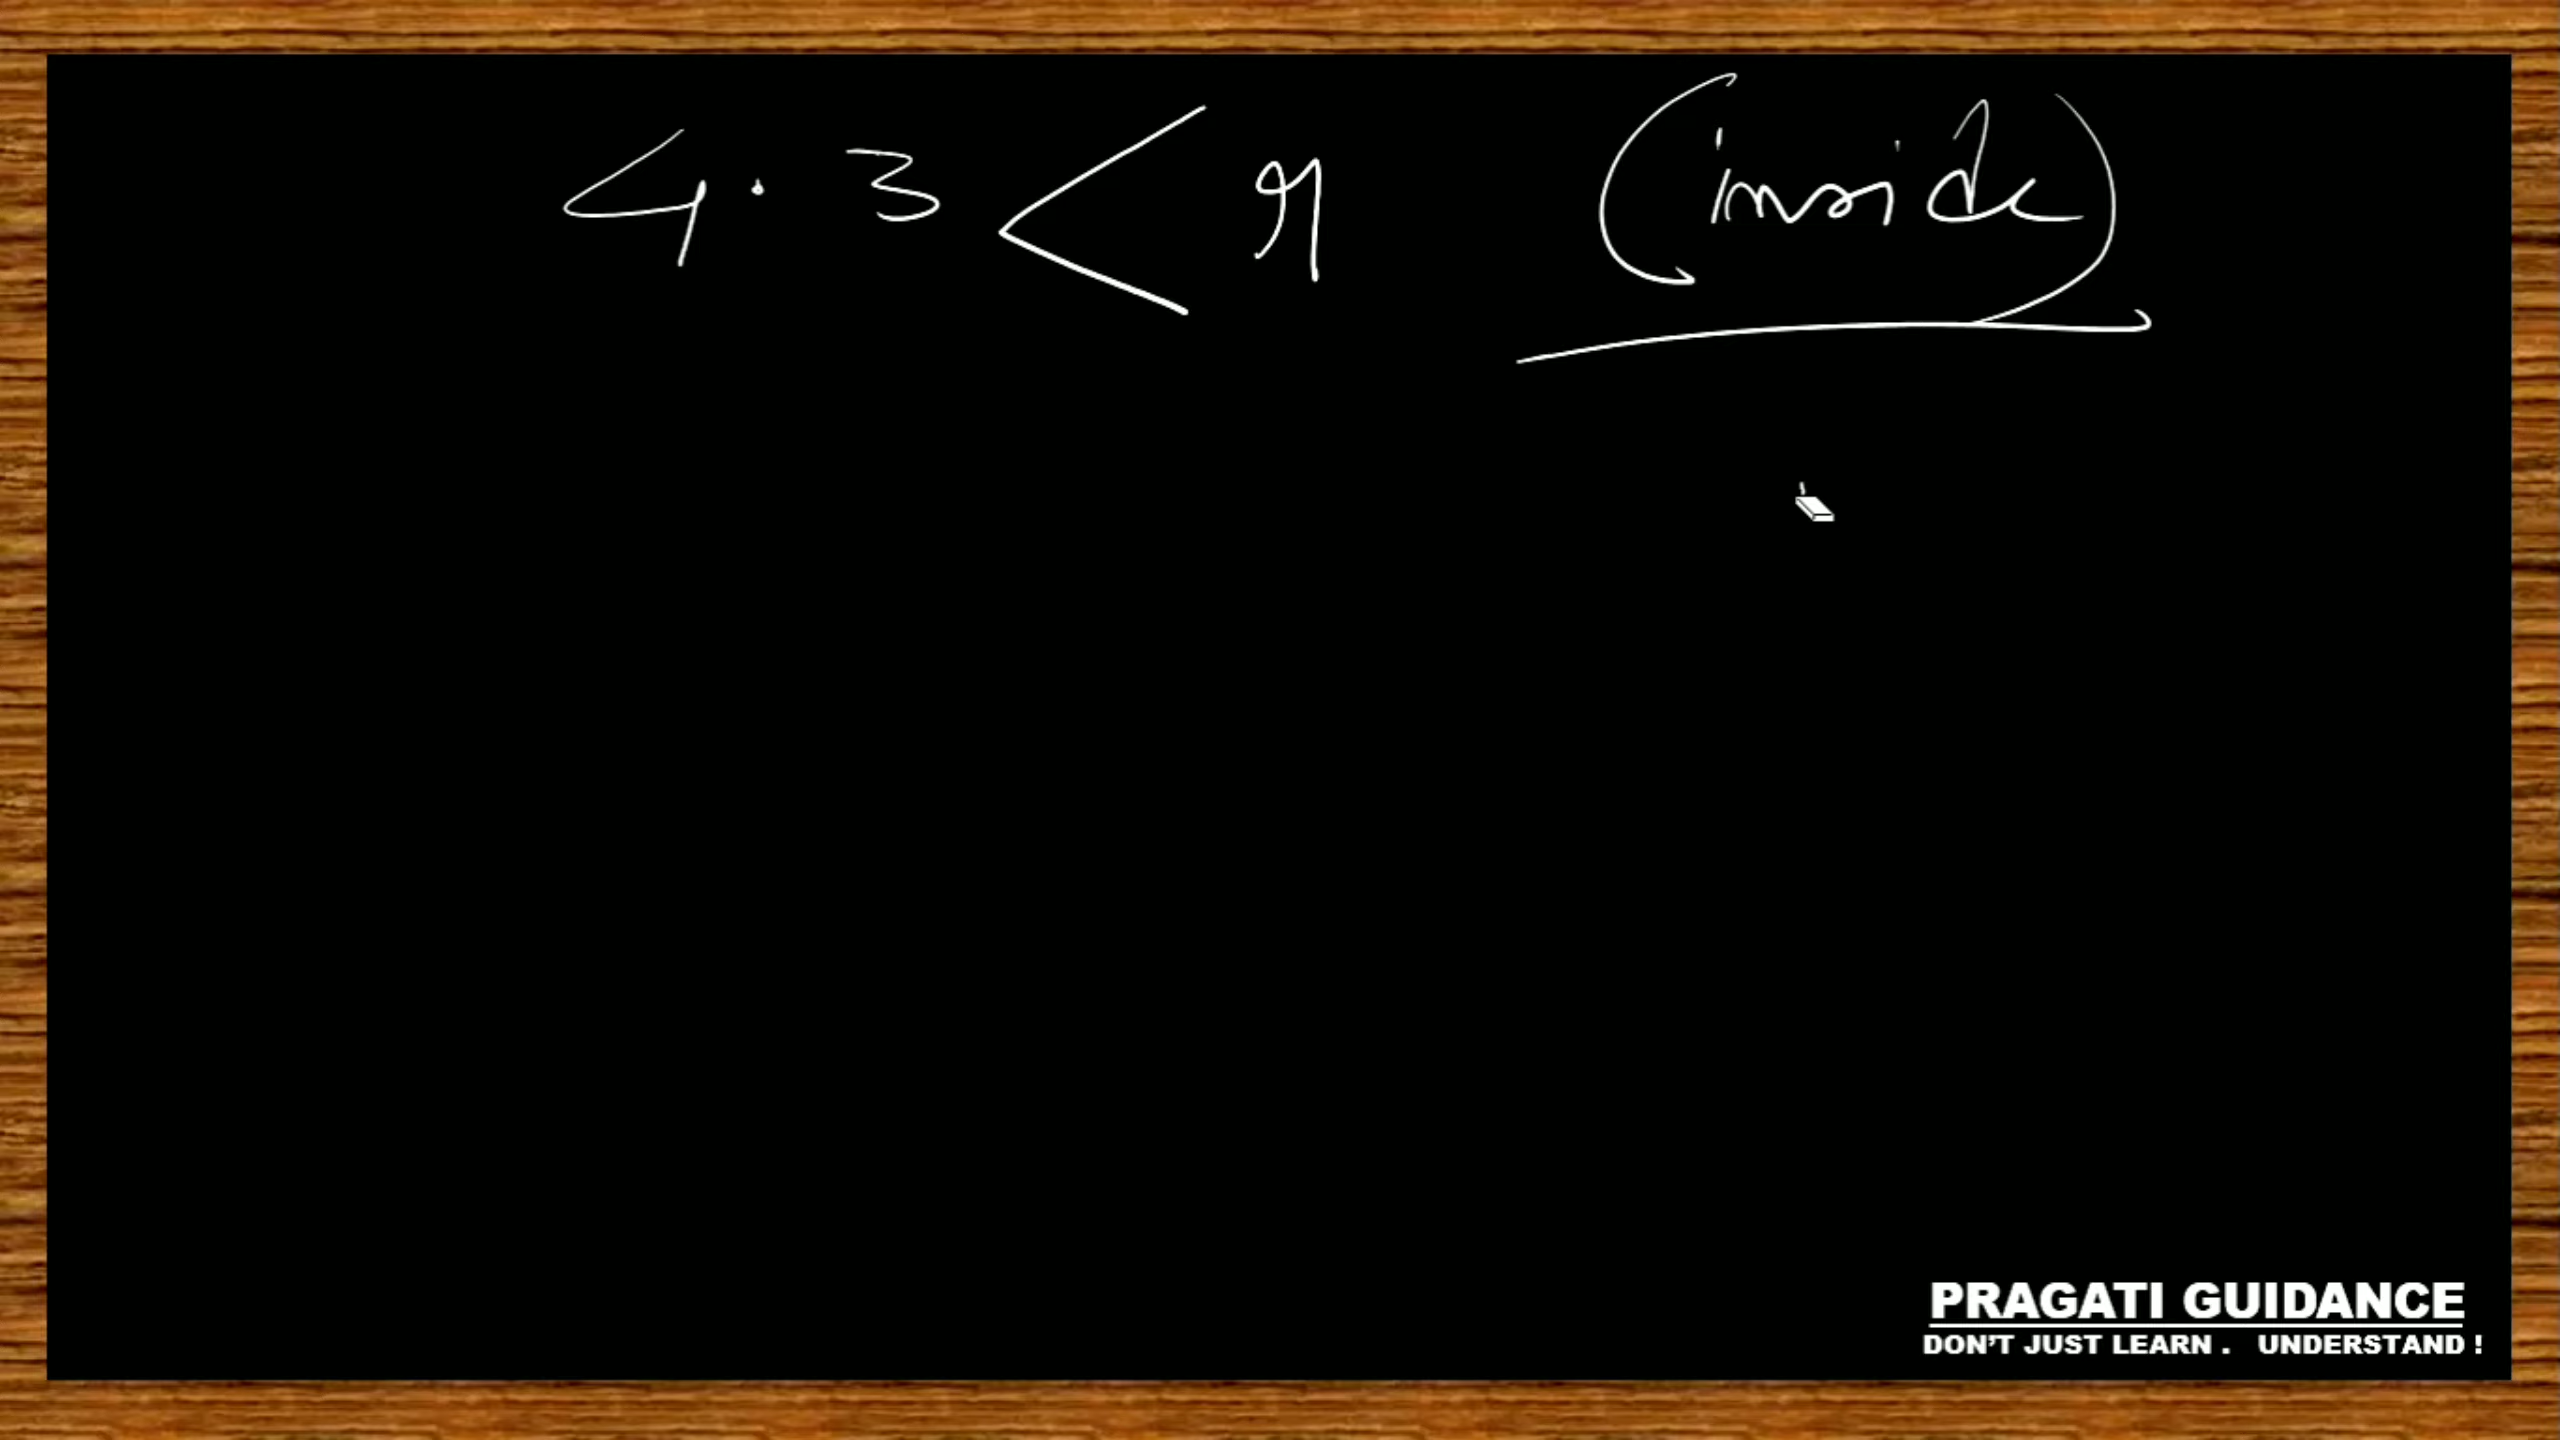 4.3 < r (inside)
PRAGATI GUIDANCE
DON'T JUST LEARN . UNDERSTAND !